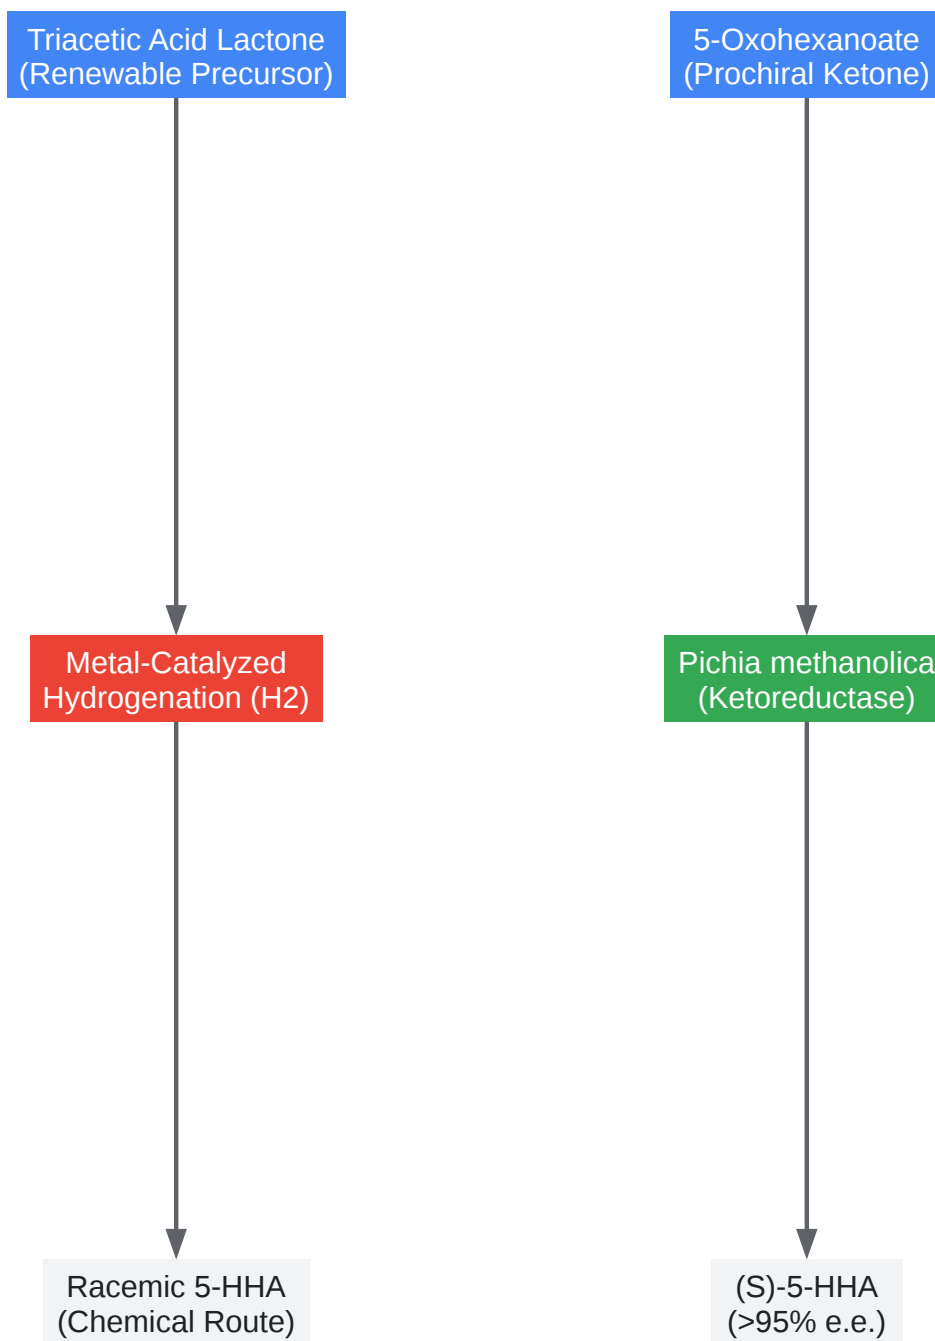 Triacetic Acid Lactone
(Renewable Precursor)
5-Oxohexanoate
(Prochiral Ketone)
Metal-Catalyzed
Hydrogenation (H2)
Pichia methanolica
(Ketoreductase)
Racemic 5-HHA
(Chemical Route)
(S)-5-HHA
(>95% e.e.)